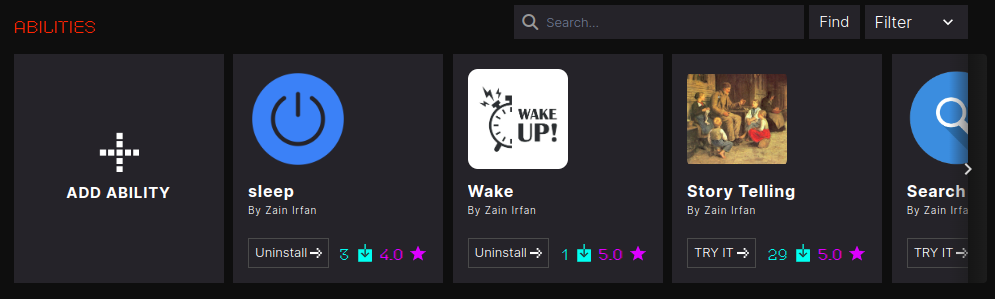 ABILITIES
Search...
Find
Filter
ADD ABILITY
sleep
By Zain Irfan
Uninstall
3
4.0
WAKE
UP!
Wake
By Zain Irfan
Uninstall
1
5.0
Story Telling
By Zain Irfan
TRY IT
29
5.0
Search
By Zain Irfa
TRY IT